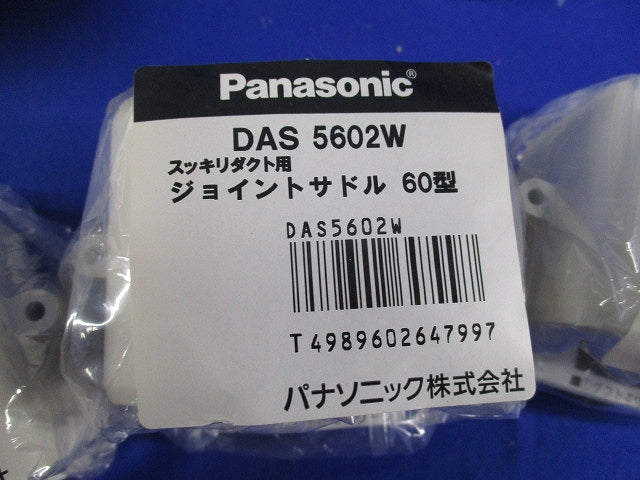 Panasonic®
DAS 5602W
スッキリダクト用
ジョイントサドル 60型
DAS5602W
T4989602647997
パナソニック株式会社